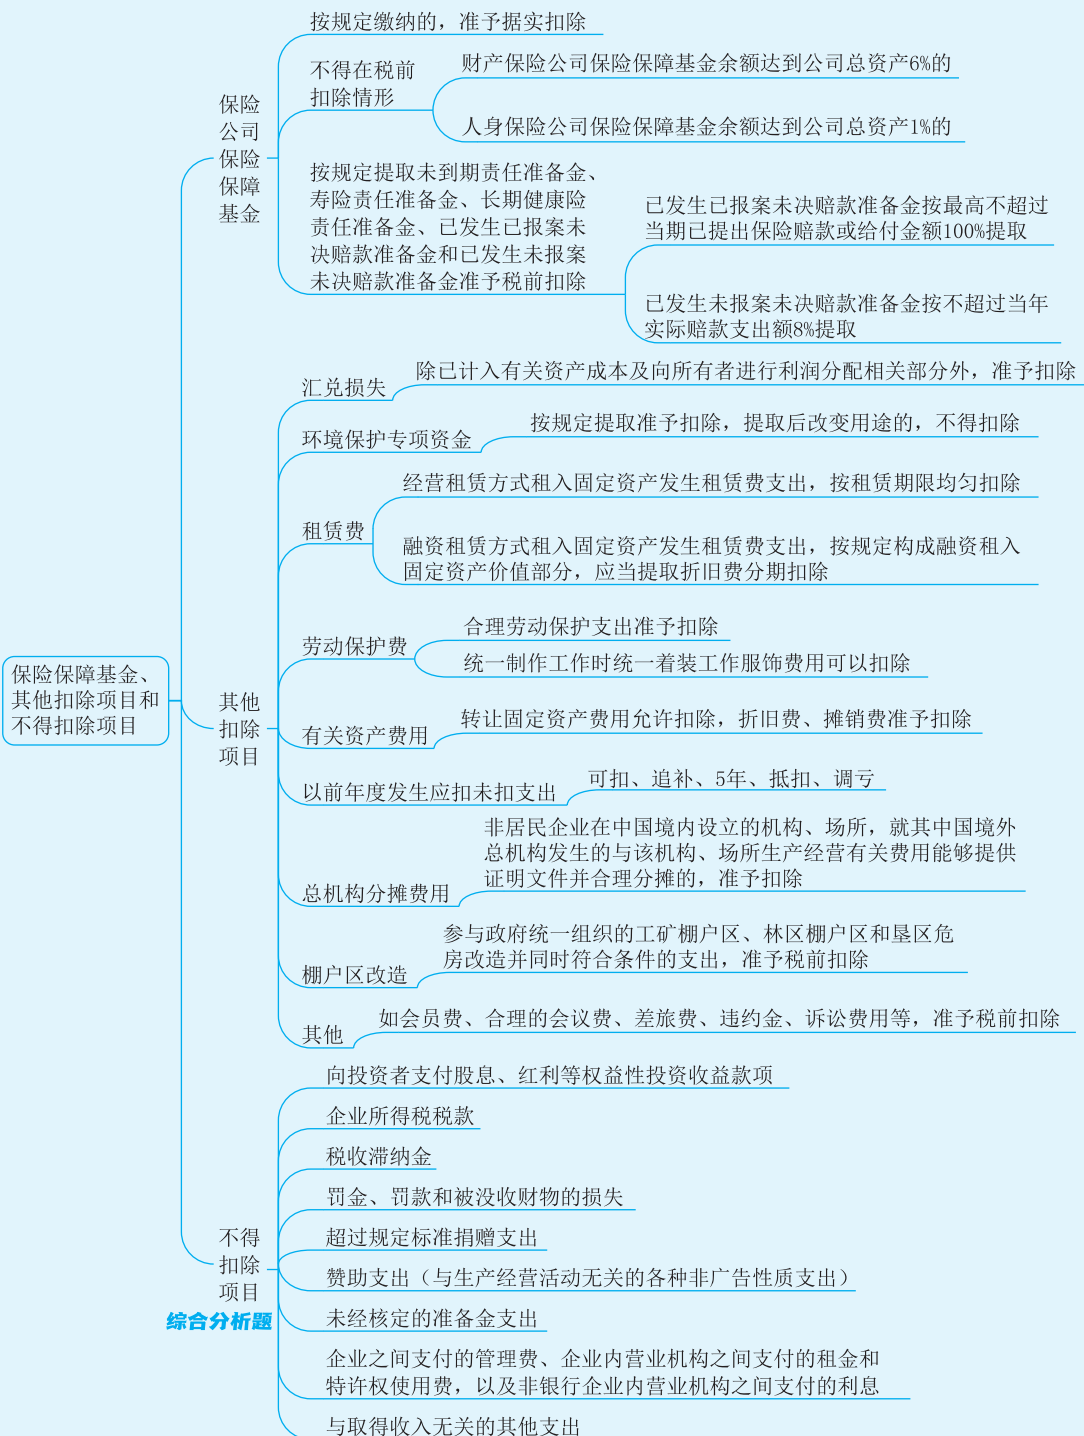 保险保障基金、
其他扣除项目和
不得扣除项目
保险
公司
保险
保障
基金
按规定缴纳的，准予据实扣除
不得在税前
扣除情形
财产保险公司保险保障基金余额达到公司总资产6%的
人身保险公司保险保障基金余额达到公司总资产1%的
按规定提取未到期责任准备金、
寿险责任准备金、长期健康险
责任准备金、已发生已报案未
决赔款准备金和已发生未报案
未决赔款准备金准予税前扣除
已发生已报案未决赔款准备金按最高不超过
当期已提出保险赔款或给付金额100%提取
已发生未报案未决赔款准备金按不超过当年
实际赔款支出额8%提取
其他
扣除
项目
汇兑损失
除已计入有关资产成本及向所有者进行利润分配相关部分外，准予扣除
环境保护专项资金
按规定提取准予扣除，提取后改变用途的，不得扣除
租赁费
经营租赁方式租入固定资产发生租赁费支出，按租赁期限均匀扣除
融资租赁方式租入固定资产发生租赁费支出，按规定构成融资租入
固定资产价值部分，应当提取折旧费分期扣除
劳动保护费
合理劳动保护支出准予扣除
统一制作工作时统一着装工作服饰费用可以扣除
有关资产费用
转让固定资产费用允许扣除，折旧费、摊销费准予扣除
以前年度发生应扣未扣支出
可扣、追补、5年、抵扣、调亏
总机构分摊费用
非居民企业在中国境内设立的机构、场所，就其中国境外
总机构发生的与该机构、场所生产经营有关费用能够提供
证明文件并合理分摊的，准予扣除
棚户区改造
参与政府统一组织的工矿棚户区、林区棚户区和垦区危
房改造并同时符合条件的支出，准予税前扣除
其他
如会员费、合理的会议费、差旅费、违约金、诉讼费用等，准予税前扣除
不得
扣除
项目
综合分析题
向投资者支付股息、红利等权益性投资收益款项
企业所得税税款
税收滞纳金
罚金、罚款和被没收财物的损失
超过规定标准捐赠支出
赞助支出（与生产经营活动无关的各种非广告性质支出）
未经核定的准备金支出
企业之间支付的管理费、企业内营业机构之间支付的租金和
特许权使用费，以及非银行企业内营业机构之间支付的利息
与取得收入无关的其他支出